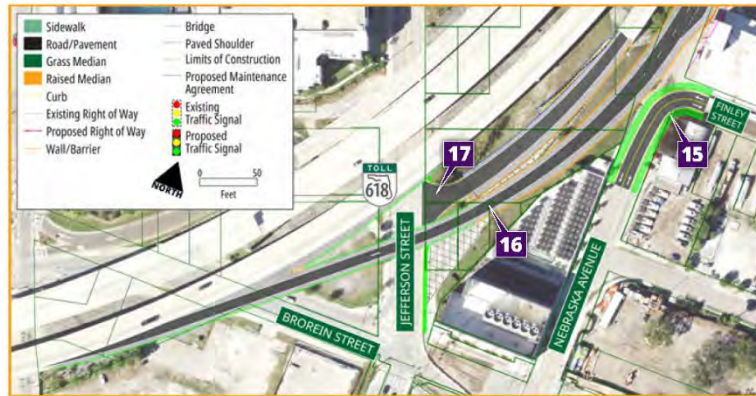 Sidewalk
Road/Pavement
Grass Median
Raised Median
Curb
Existing Right of Way
Proposed Right of Way
Wall/Barrier
Bridge
Paved Shoulder
Limits of Construction
Proposed Maintenance
Agreement
Existing
Traffic Signal
Proposed
Traffic Signal
NORTH
0 50
Feet
TOLL
618
17
16
15
FINLEY
STREET
JEFFERSON STREET
NEBRASKA AVENUE
BROREIN STREET